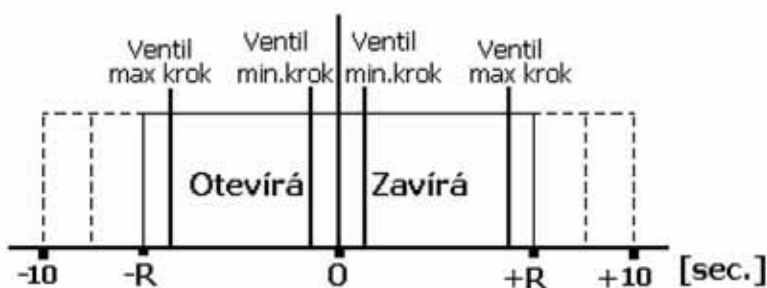 Ventil
max krok
Ventil
min.krok
Ventil
min.krok
Ventil
max krok
Otevírá
Zavírá
-10
-R
0
+R
+10
[sec.]